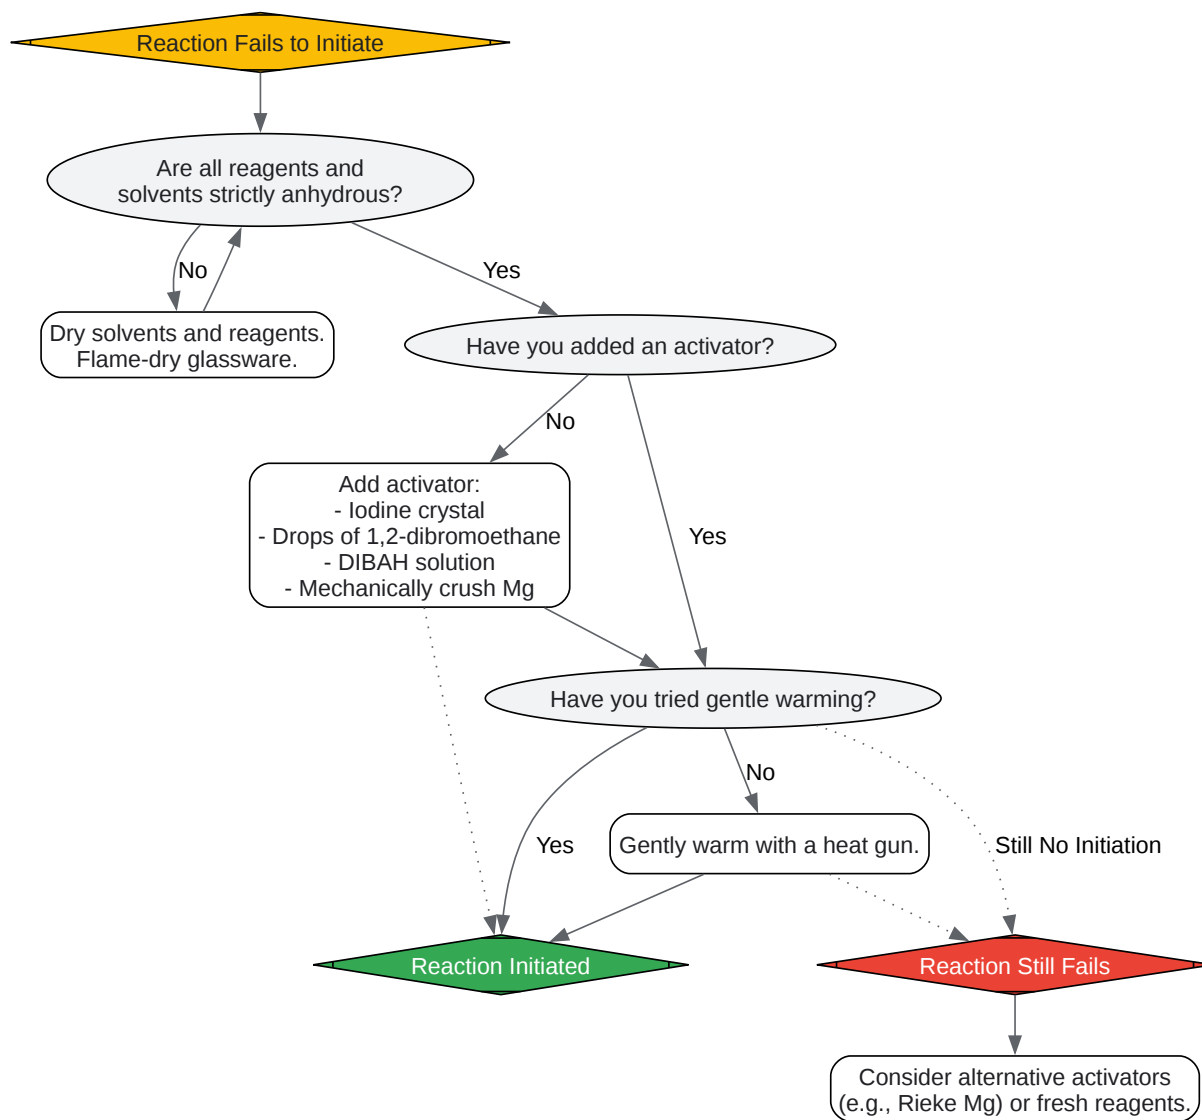 Reaction Fails to Initiate
Are all reagents and
solvents strictly anhydrous?
No
Yes
Dry solvents and reagents.
Flame-dry glassware.
Have you added an activator?
No
Add activator:
- Iodine crystal
- Drops of 1,2-dibromoethane
- DIBAH solution
- Mechanically crush Mg
Yes
Have you tried gentle warming?
No
Yes
Gently warm with a heat gun.
Still No Initiation
Reaction Initiated
Reaction Still Fails
Consider alternative activators
(e.g., Rieke Mg) or fresh reagents.